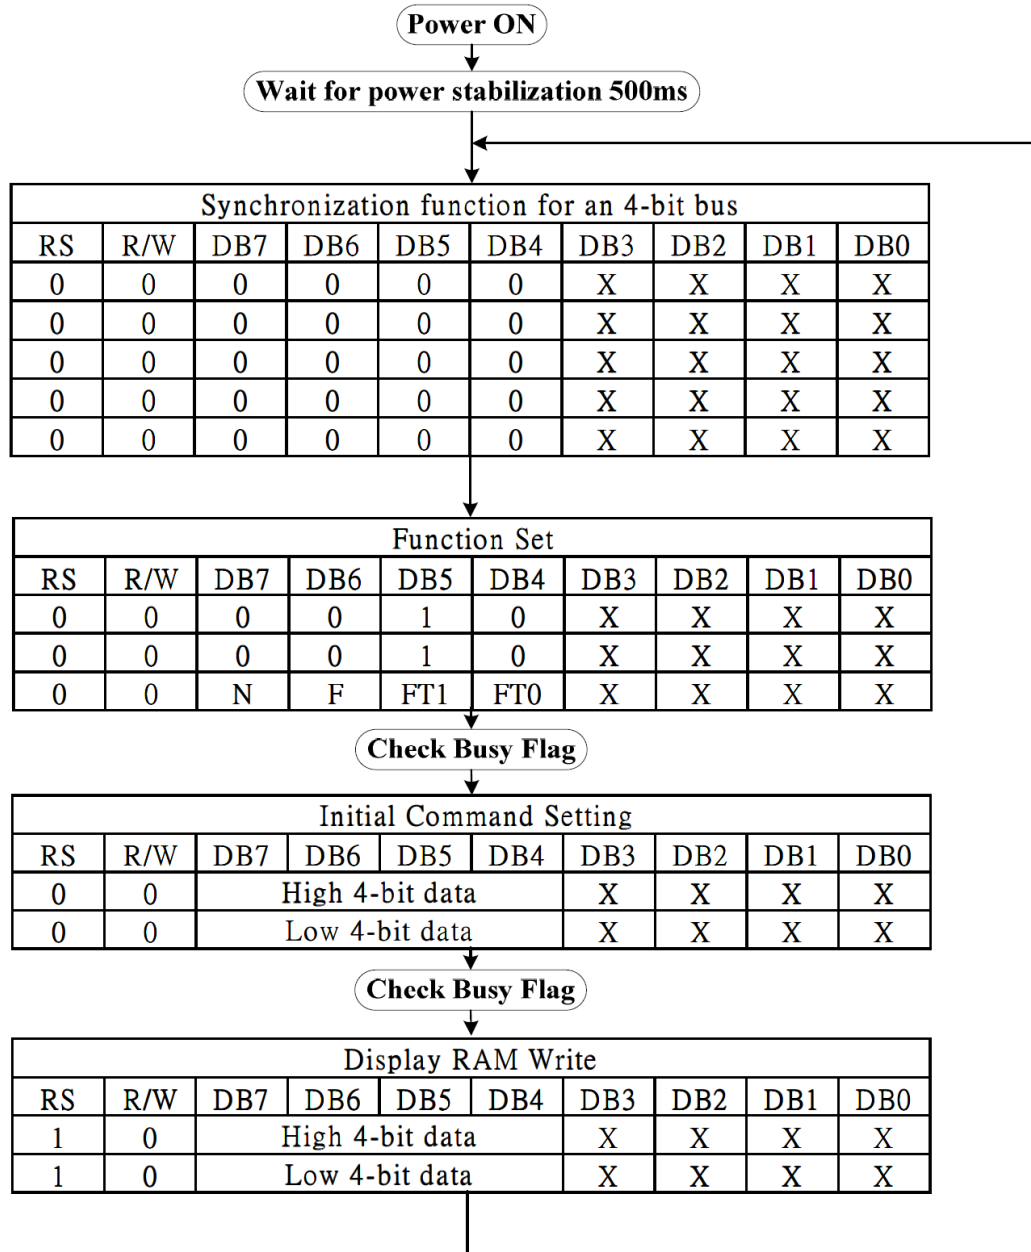 Power ON
Wait for power stabilization 500ms
Synchronization function for an 4-bit bus
RS R/W DB7 DB6 DB5 DB4 DB3 DB2 DB1 DB0
0 0 0 0 0 0 X X X X
0 0 0 0 0 0 X X X X
0 0 0 0 0 0 X X X X
0 0 0 0 0 0 X X X X
0 0 0 0 0 0 X X X X
Function Set
RS R/W DB7 DB6 DB5 DB4 DB3 DB2 DB1 DB0
0 0 0 0 1 0 X X X X
0 0 0 0 1 0 X X X X
0 0 N F FT1 FT0 X X X X
Check Busy Flag
Initial Command Setting
RS R/W DB7 DB6 DB5 DB4 DB3 DB2 DB1 DB0
0 0 High 4-bit data X X X X
0 0 Low 4-bit data X X X X
Check Busy Flag
Display RAM Write
RS R/W DB7 DB6 DB5 DB4 DB3 DB2 DB1 DB0
1 0 High 4-bit data X X X X
1 0 Low 4-bit data X X X X